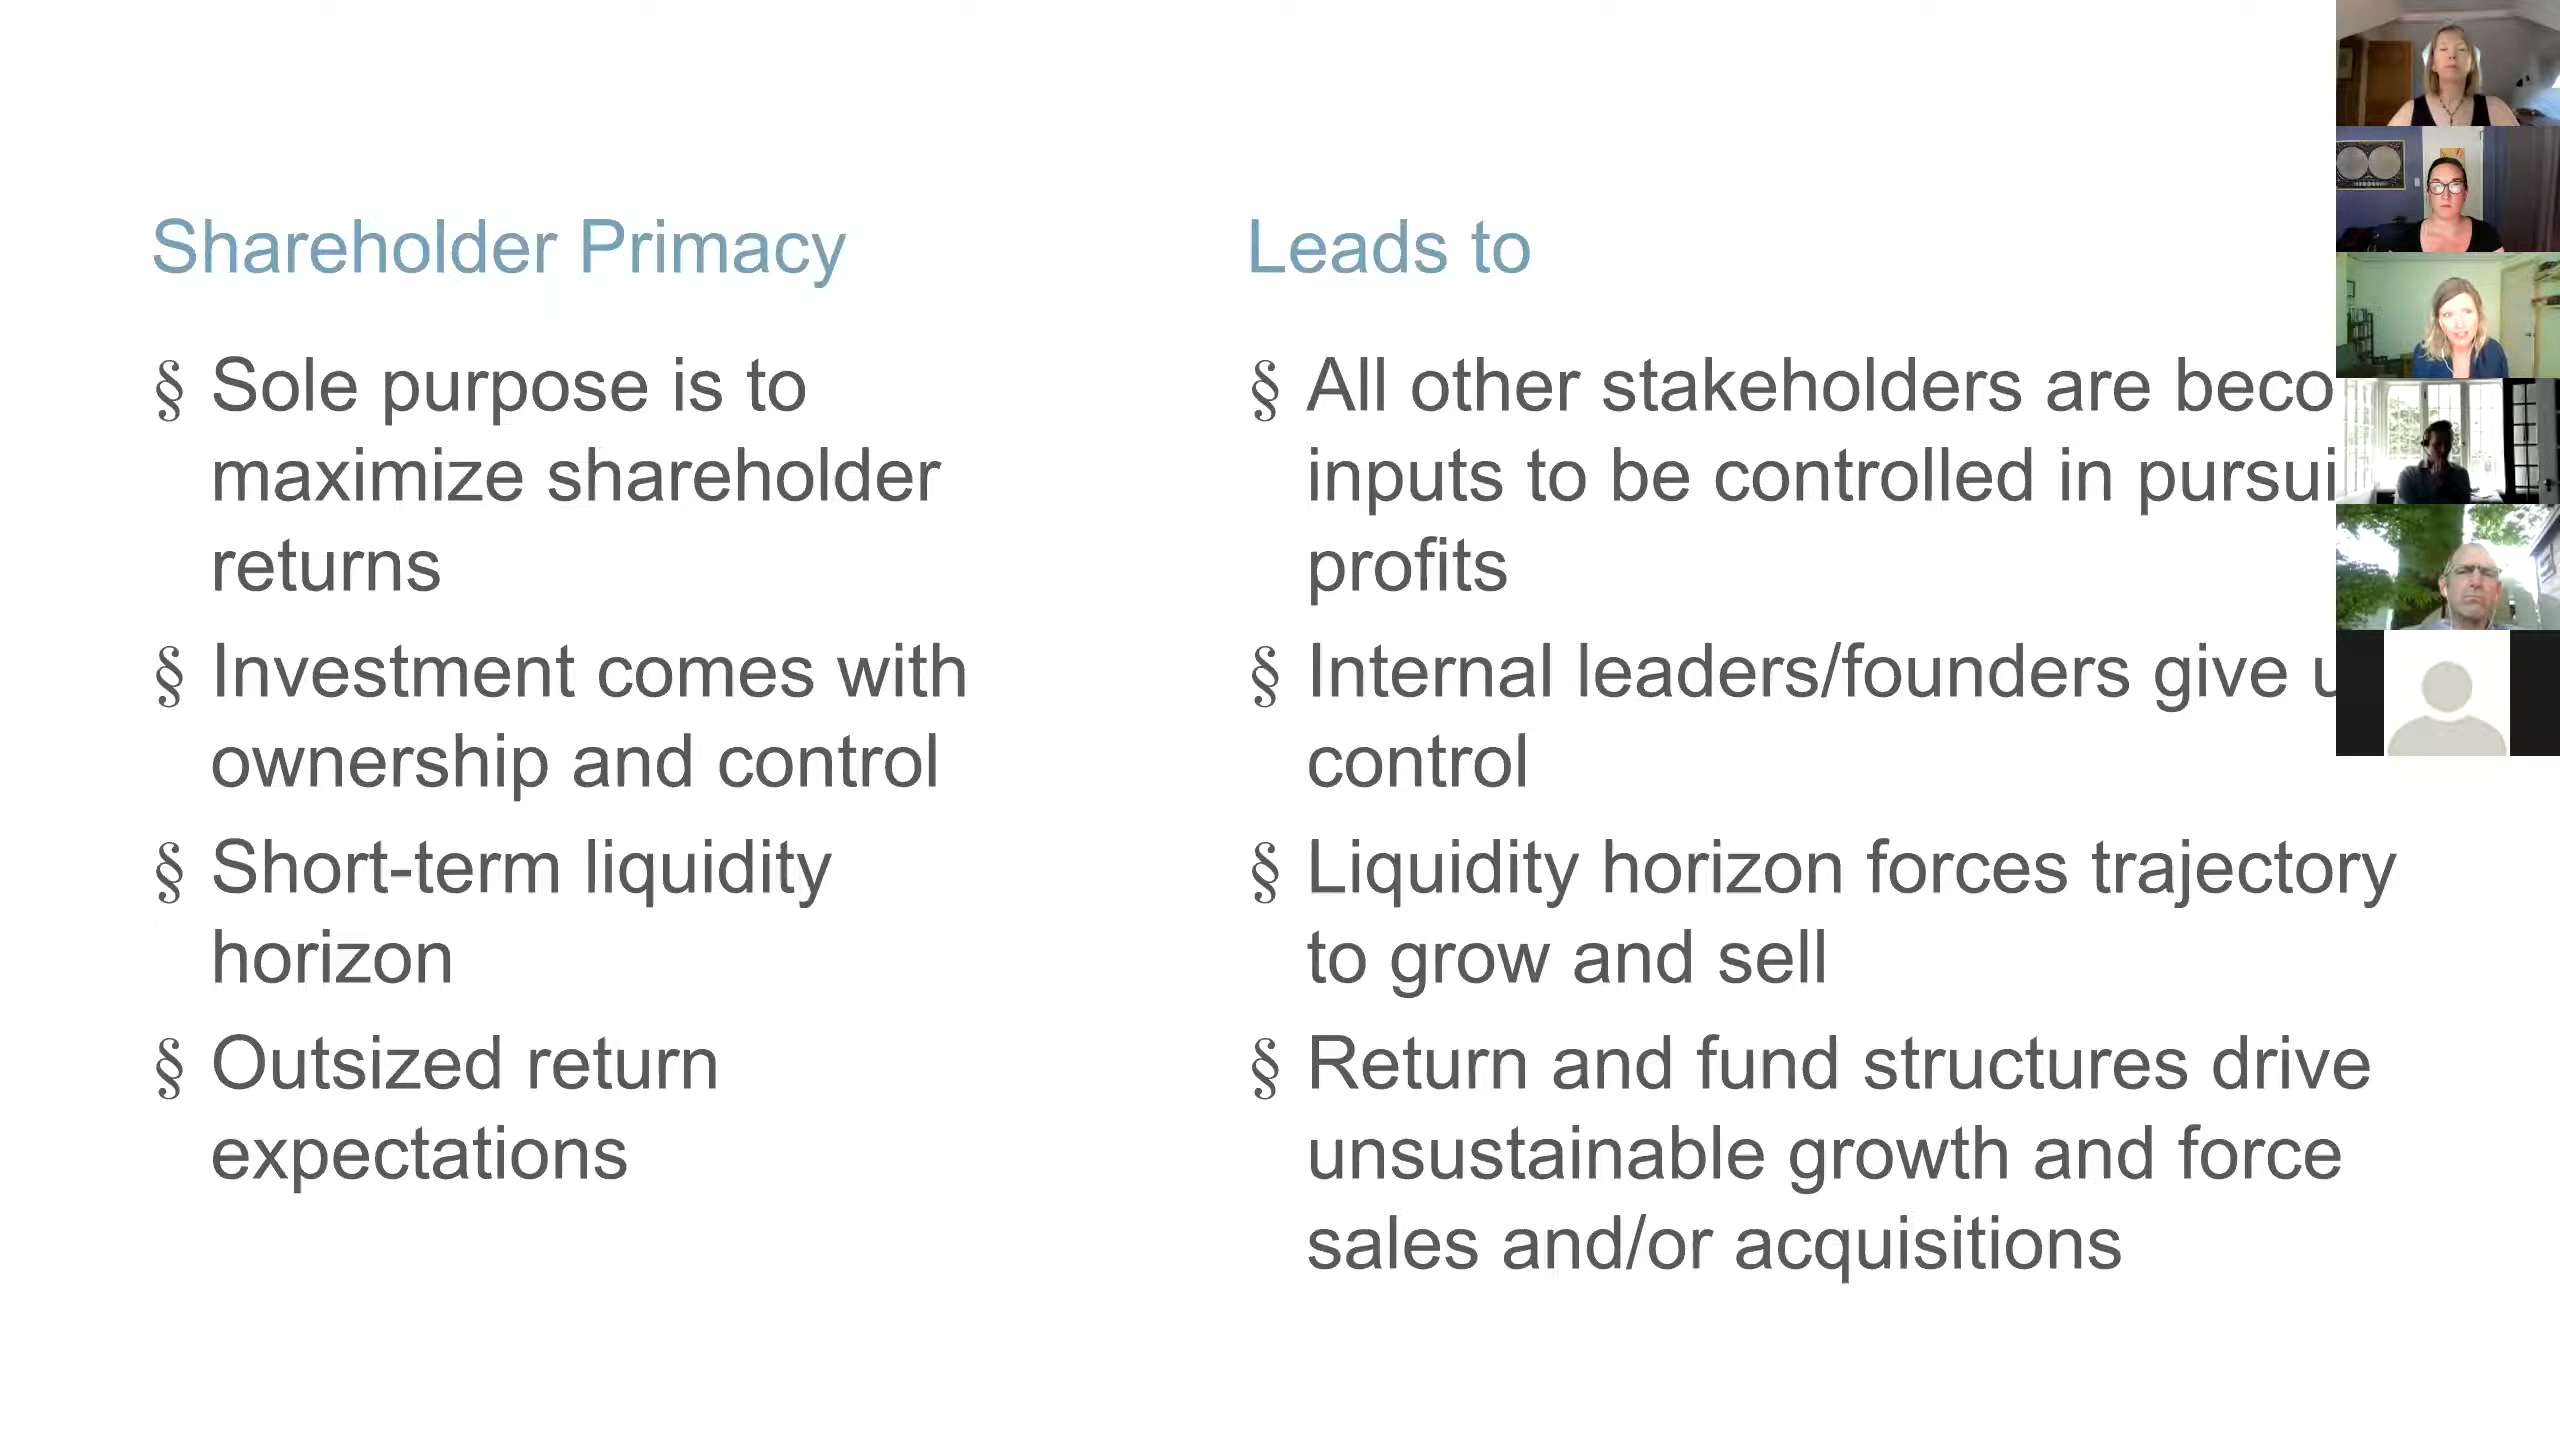 Shareholder Primacy
§ Sole purpose is to
maximize shareholder
returns
§ Investment comes with
ownership and control
§ Short-term liquidity
horizon
§ Outsized return
expectations
Leads to
§ All other stakeholders are beco
inputs to be controlled in pursui
profits
§ Internal leaders/founders give u
control
§ Liquidity horizon forces trajectory
to grow and sell
§ Return and fund structures drive
unsustainable growth and force
sales and/or acquisitions